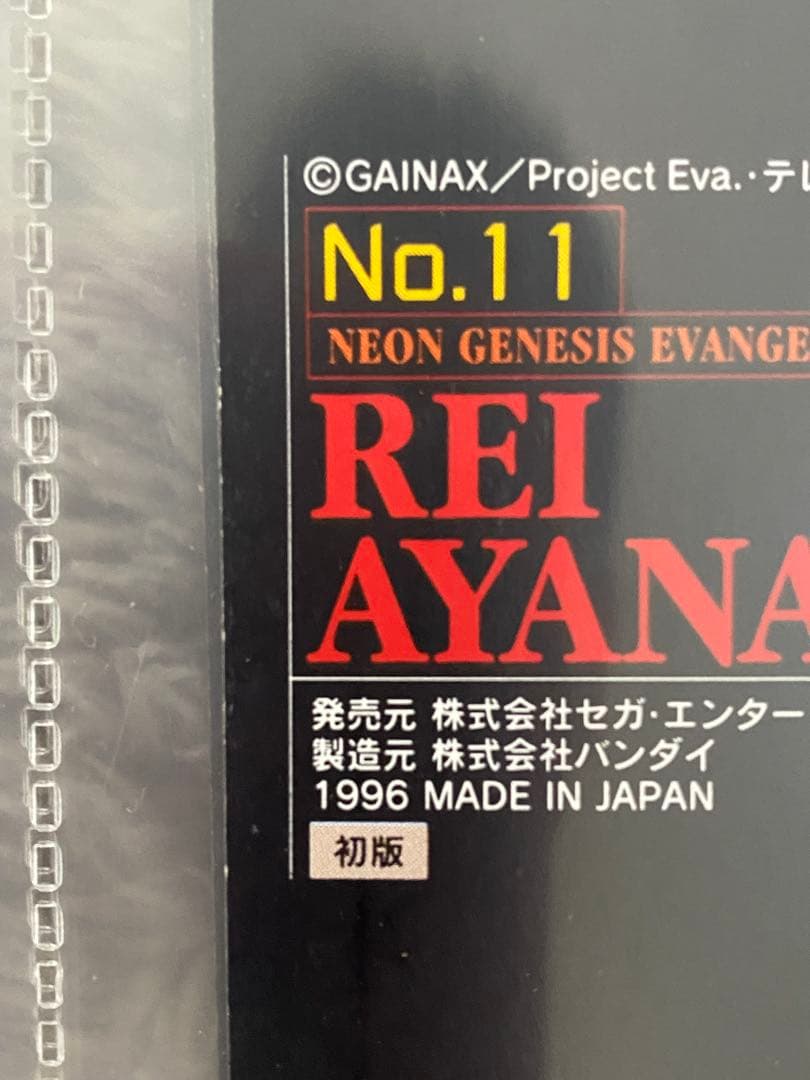 ©GAINAX／Project Eva.・テレ
No.11
NEON GENESIS EVANGE
REI
AYANA
発売元 株式会社セガ・エンター
製造元 株式会社バンダイ
1996 MADE IN JAPAN
初版